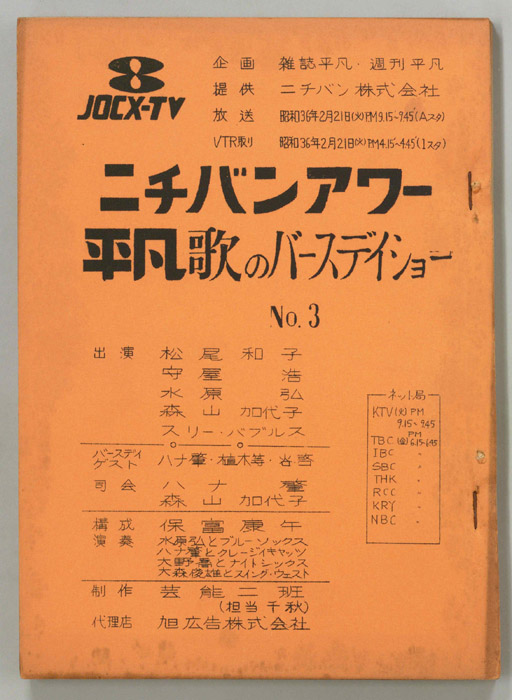 8
JOCX-TV
企画 雑誌平凡・週刊平凡
提供 ニチバン株式会社
放送 昭和36年2月21日(火)PM9.15~9.45(Aスタ)
VTR取り 昭和36年2月21日(火)PM4.15~4.45(1スタ)
ニチバンアワー
平凡歌のバースデイショー
No.3
出演 松尾和子
守屋浩
水原弘
森山加代子
スリー・バブルス
バースデイゲスト ハナ肇・植木等・谷啓
司会 ハナ肇
森山加代子
構成 保富康午
演奏 水原弘とブルーソックス
ハナ肇とクレージイキャッツ
大野喬とナイトシックス
大森俊雄とスイング・ウェスト
制作 芸能二班
(担当千秋)
代理店 旭広告株式会社
ネット局
KTV(火)PM
9.15~9.45
PM
TBC(金)6.15~6.45
IBC 〃
SBC 〃
THK 〃
RCC 〃
KRY 〃
NBC 〃